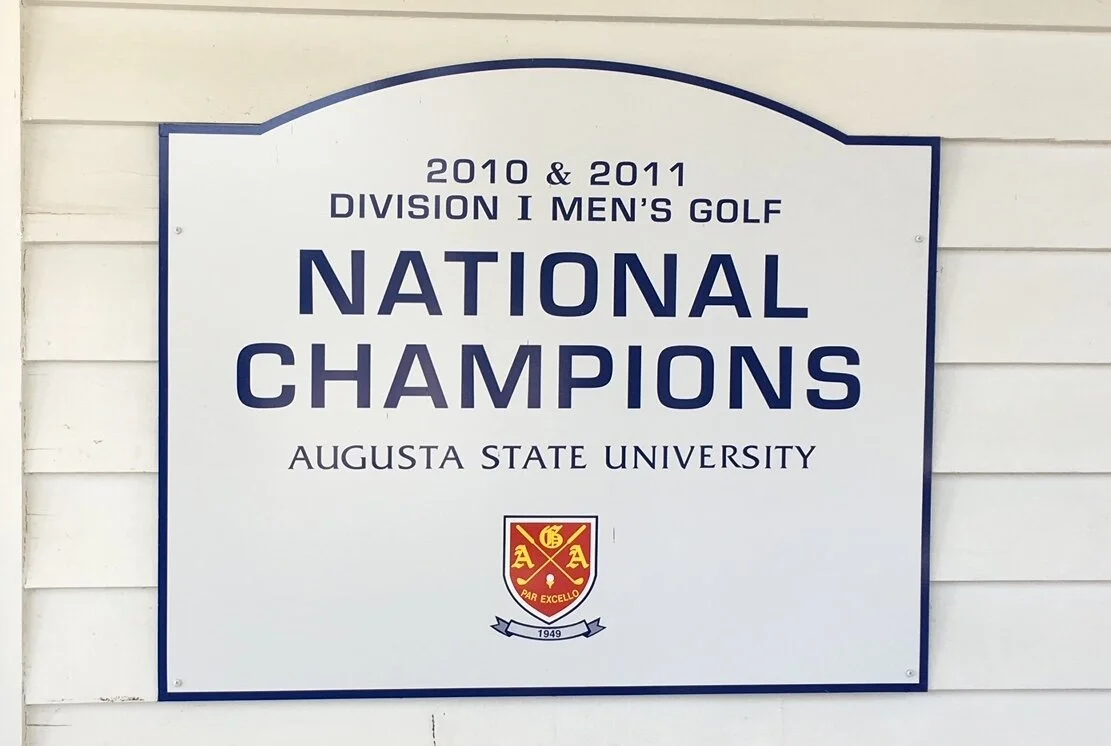 2010 & 2011
DIVISION I MEN'S GOLF
NATIONAL
CHAMPIONS
AUGUSTA STATE UNIVERSITY
A G A
PAR EXCELLO
1949